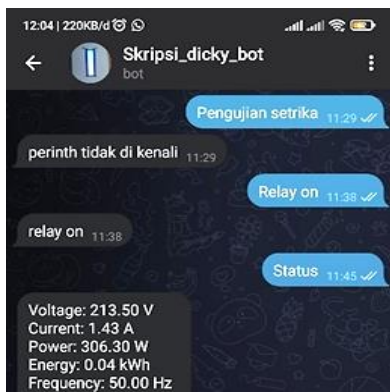 12:04 | 220KB/d
Skripsi_dicky_bot
bot
Pengujian setrika 11:29
perinth tidak di kenali 11:29
Relay on 11:38
relay on 11:38
Status 11:45
Voltage: 213.50 V
Current: 1.43 A
Power: 306.30 W
Energy: 0.04 kWh
Frequency: 50.00 Hz